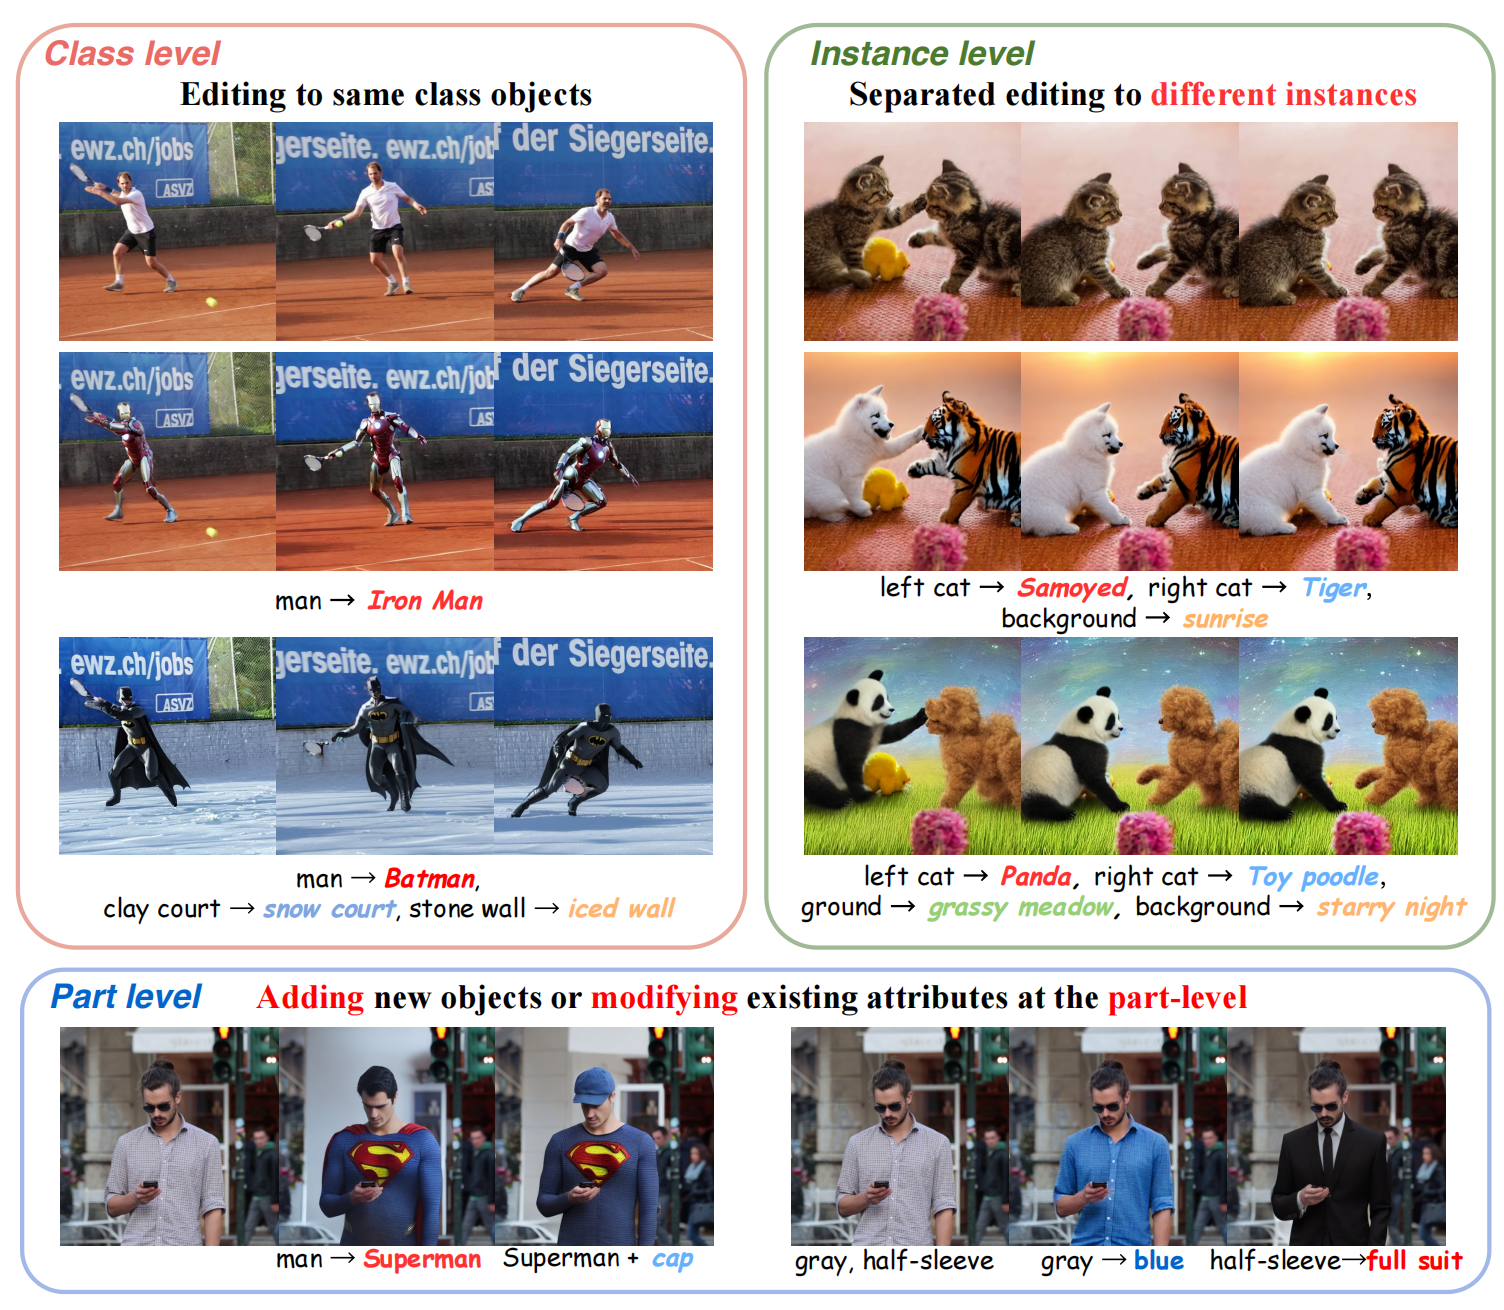 Class level
Editing to same class objects
. ewz.ch/jobs
ASVZ
gerseite. ewz.ch/job
AS
f der Siegerseite.
. ewz.ch/jobs
ASVZ
gerseite. ewz.ch/job
AS
f der Siegerseite.
man → Iron Man
. ewz.ch/jobs
ASVZ
gerseite. ewz.ch/job
AS
f der Siegerseite.
man → Batman,
clay court → snow court, stone wall → iced wall
Instance level
Separated editing to different instances
left cat → Samoyed, right cat → Tiger,
background → sunrise
left cat → Panda, right cat → Toy poodle,
ground → grassy meadow, background → starry night
Part level
Adding new objects or modifying existing attributes at the part-level
man → Superman
Superman + cap
gray, half-sleeve
gray → blue
half-sleeve→full suit